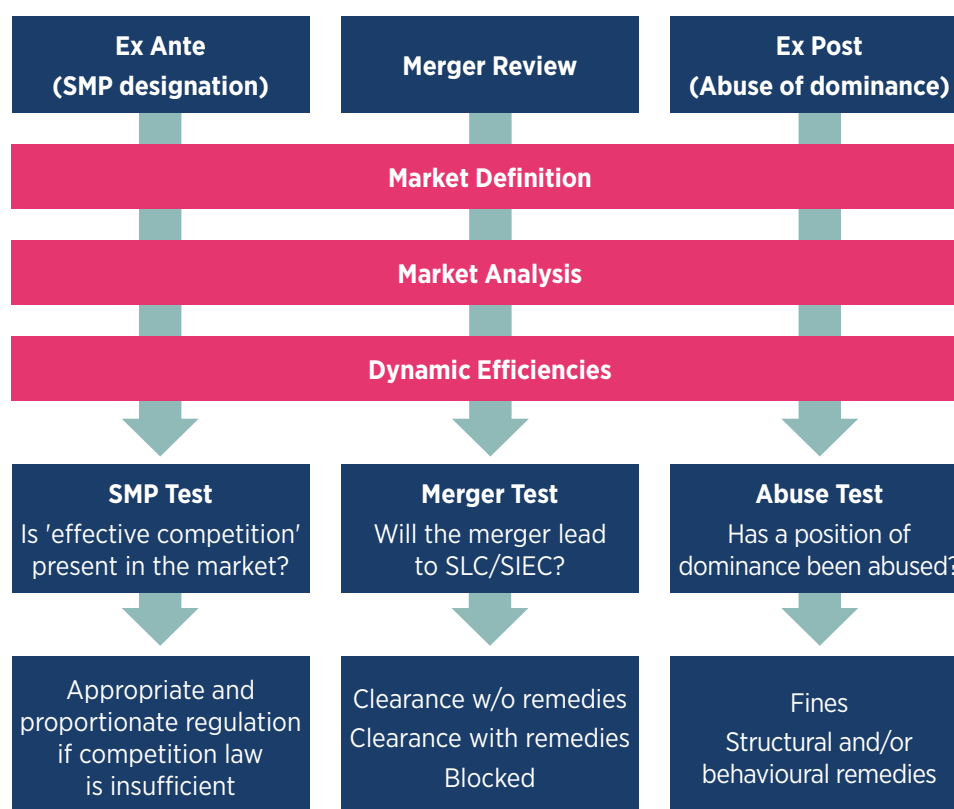 Ex Ante
(SMP designation)
Merger Review
Ex Post
(Abuse of dominance)
Market Definition
Market Analysis
Dynamic Efficiencies
SMP Test
Is 'effective competition'
present in the market?
Merger Test
Will the merger lead
to SLC/SIEC?
Abuse Test
Has a position of
dominance been abused?
Appropriate and
proportionate regulation
if competition law
is insufficient
Clearance w/o remedies
Clearance with remedies
Blocked
Fines
Structural and/or
behavioural remedies